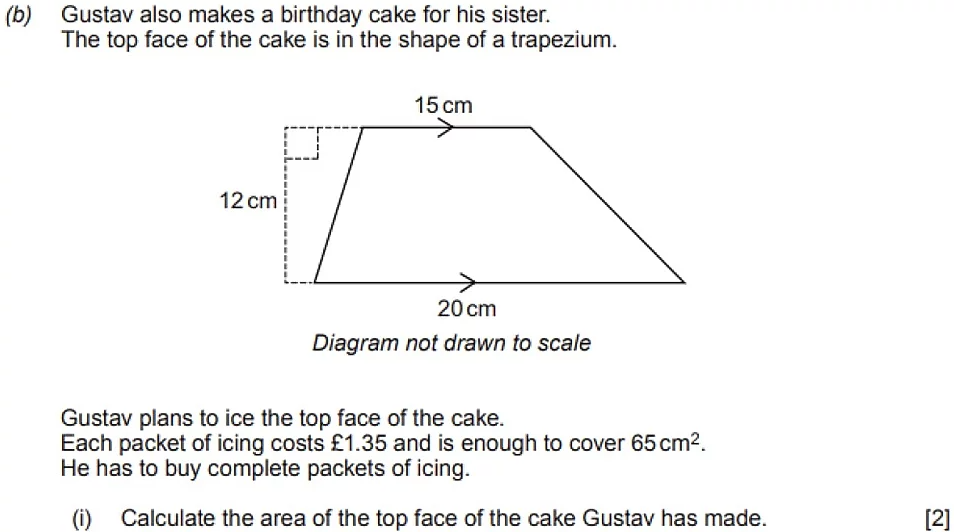 (b) Gustav also makes a birthday cake for his sister.
The top face of the cake is in the shape of a trapezium.
15 cm
12 cm
20 cm
Diagram not drawn to scale
Gustav plans to ice the top face of the cake.
Each packet of icing costs £1.35 and is enough to cover 65 cm².
He has to buy complete packets of icing.
(i) Calculate the area of the top face of the cake Gustav has made. [2]